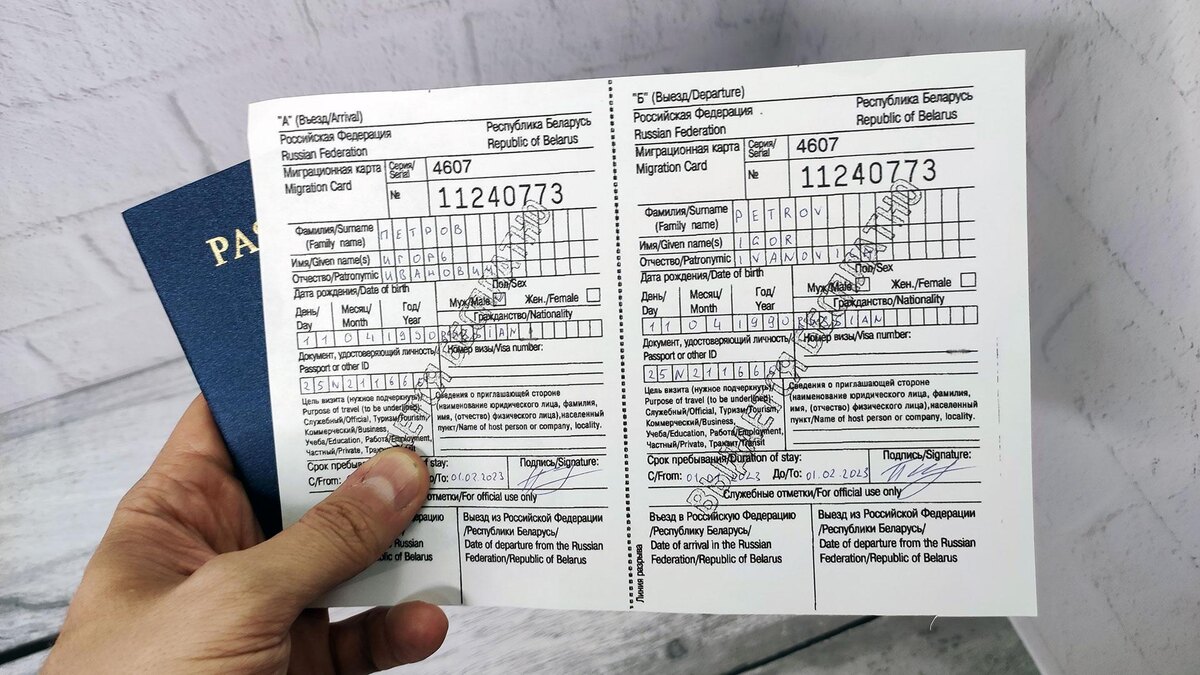 PAS
"А" (Въезд/Arrival)
Российская Федерация
Республика Беларусь
Russian Federation
Republic of Belarus
Миграционная карта
Migration Card
Серия/
Serial
4607
№
11240773
Фамилия/Surname
(Family name)
ПЕТРОВ
Имя/Given name(s)
ИГОРЬ
Отчество/Patronymic
ИВАНОВИЧ
Дата рождения/Date of birth
Пол/Sex
День/
Day
Месяц/
Month
Год/
Year
Муж/Male
Жен./Female
Гражданство/Nationality
11 04 1990
Документ, удостоверяющий личность/
Passport or other ID
Номер визы/Visa number:
25N21166
Цель визита (нужное подчеркнуть)/
Purpose of travel (to be underlined):
Служебный/Official, Туризм/Tourism,
Коммерческий/Business,
Учеба/Education, Работа/Employment,
Частный/Private,
Сведения о приглашающей стороне
(наименование юридического лица, фамилия,
имя, (отчество) физического лица), населенный
пункт/Name of host person or company, locality.
Срок пребывания/
of stay:
Подпись/Signature:
С/From:
До/To: 01.02.2023
/For official use only
Russian
Republic of Belarus
Выезд из Российской Федерации
/Республики Беларусь/
Date of departure from the Russian
Federation/Republic of Belarus
ВЫДАЕТСЯ БЕСПЛАТНО
Линия разрыва
"Б" (Выезд/Departure)
Российская Федерация
Республика Беларусь
Russian Federation
Republic of Belarus
Миграционная карта
Migration Card
Серия/
Serial
4607
№
11240773
Фамилия/Surname
(Family name)
PETROV
Имя/Given name(s)
IGOR
Отчество/Patronymic
IVANOVI
Дата рождения/Date of birth
Пол/Sex
День/
Day
Месяц/
Month
Год/
Year
Муж/Male
Жен./Female
Гражданство/Nationality
11 04 1990
Документ, удостоверяющий личность/
Passport or other ID
Номер визы/Visa number:
25N21166
Цель визита (нужное подчеркнуть)/
Purpose of travel (to be underlined):
Служебный/Official, Туризм/Tourism,
Коммерческий/Business,
Учеба/Education, Работа/Employment,
Частный/Private, Транзит/Transit
Сведения о приглашающей стороне
(наименование юридического лица, фамилия,
имя, (отчество) физического лица), населенный
пункт/Name of host person or company, locality.
Срок пребывания/Duration of stay:
Подпись/Signature:
С/From: 01.01.2023 До/To: 01.02.2023
Служебные отметки/For official use only
Въезд в Российскую Федерацию
/Республику Беларусь/
Date of arrival in the Russian
Federation/Republic of Belarus
Выезд из Российской Федерации
/Республики Беларусь/
Date of departure from the Russian
Federation/Republic of Belarus
ВЫДАЕТСЯ БЕСПЛАТНО